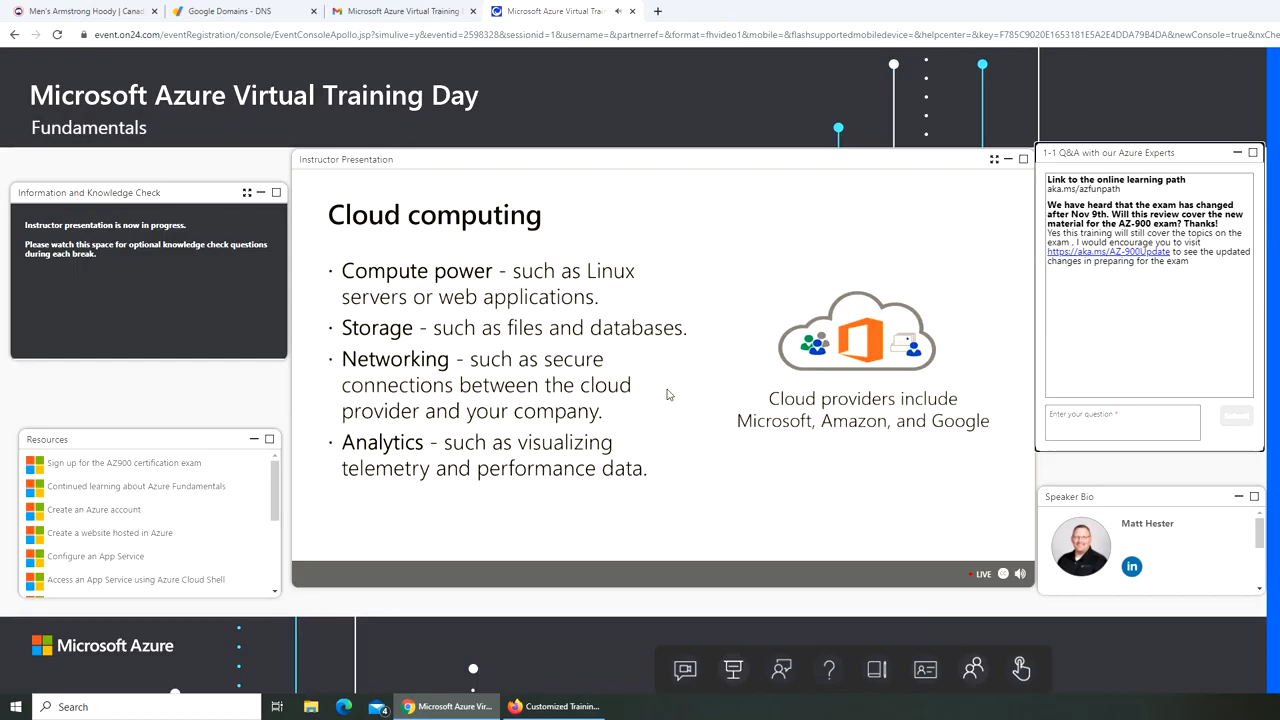 Men's Armstrong Hoody | Canad
Google Domains - DNS
Microsoft Azure Virtual Training D
Microsoft Azure Virtual Train
event.on24.com/eventRegistration/console/EventConsoleApollo.jsp?simulive=y&eventid=2598328&sessionid=1&username=&partnerref=&format=fhvideo1&mobile=&flashsupportedmobiledevice=&helpcenter=&key=F785C9020E1653181E5A2E4DDA79B4DA&newConsole=true&nxChe
Microsoft Azure Virtual Training Day
Fundamentals
Information and Knowledge Check
Instructor presentation is now in progress.
Please watch this space for optional knowledge check questions
during each break.
Resources
Sign up for the AZ900 certification exam
Continued learning about Azure Fundamentals
Create an Azure account
Create a website hosted in Azure
Configure an App Service
Access an App Service using Azure Cloud Shell
Instructor Presentation
Cloud computing
· Compute power - such as Linux
servers or web applications.
· Storage - such as files and databases.
· Networking - such as secure
connections between the cloud
provider and your company.
· Analytics - such as visualizing
telemetry and performance data.
Cloud providers include
Microsoft, Amazon, and Google
LIVE
CC
1-1 Q&A with our Azure Experts
Link to the online learning path
aka.ms/azfunpath
We have heard that the exam has changed
after Nov 9th. Will this review cover the new
material for the AZ-900 exam? Thanks!
Yes this training will still cover the topics on the
exam , I would encourage you to visit
https://aka.ms/AZ-900Update to see the updated
changes in preparing for the exam
Enter your question *
Submit
Speaker Bio
Matt Hester
in
Microsoft Azure
Search
4
Microsoft Azure Vir...
Customized Trainin...